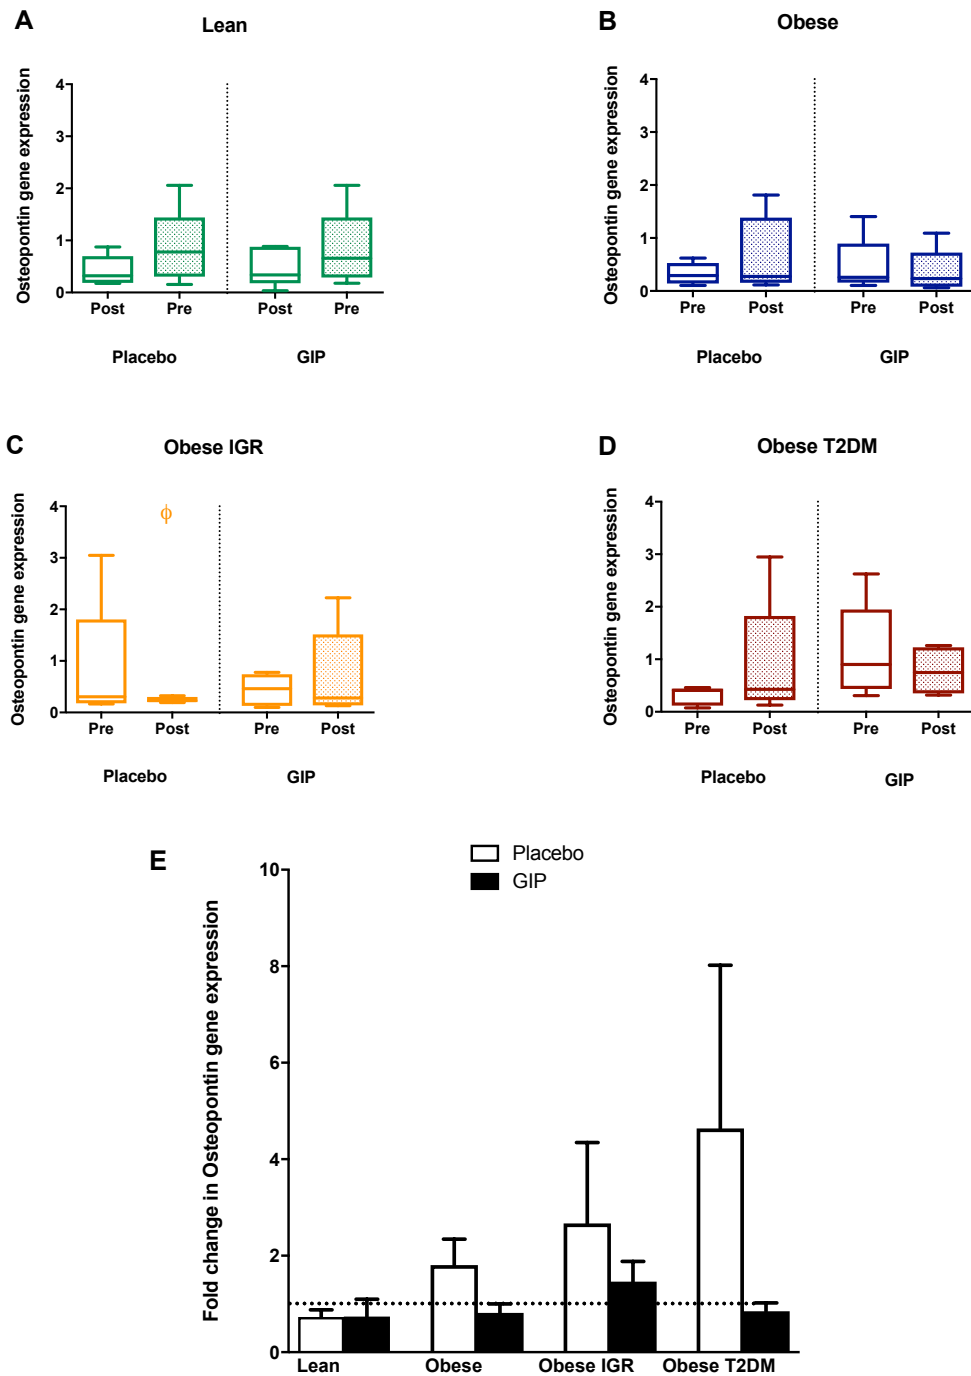 A
Lean
Osteopontin gene expression
4
3
2
1
0
Post
Pre
Post
Pre
Placebo
GIP
B
Obese
Osteopontin gene expression
4
3
2
1
0
Pre
Post
Pre
Post
Placebo
GIP
C
Obese IGR
Osteopontin gene expression
4
3
2
1
0
ϕ
Pre
Post
Pre
Post
Placebo
GIP
D
Obese T2DM
Osteopontin gene expression
4
3
2
1
0
Pre
Post
Pre
Post
Placebo
GIP
E
Placebo
GIP
Fold change in Osteopontin gene expression
10
8
6
4
2
0
Lean
Obese
Obese IGR
Obese T2DM